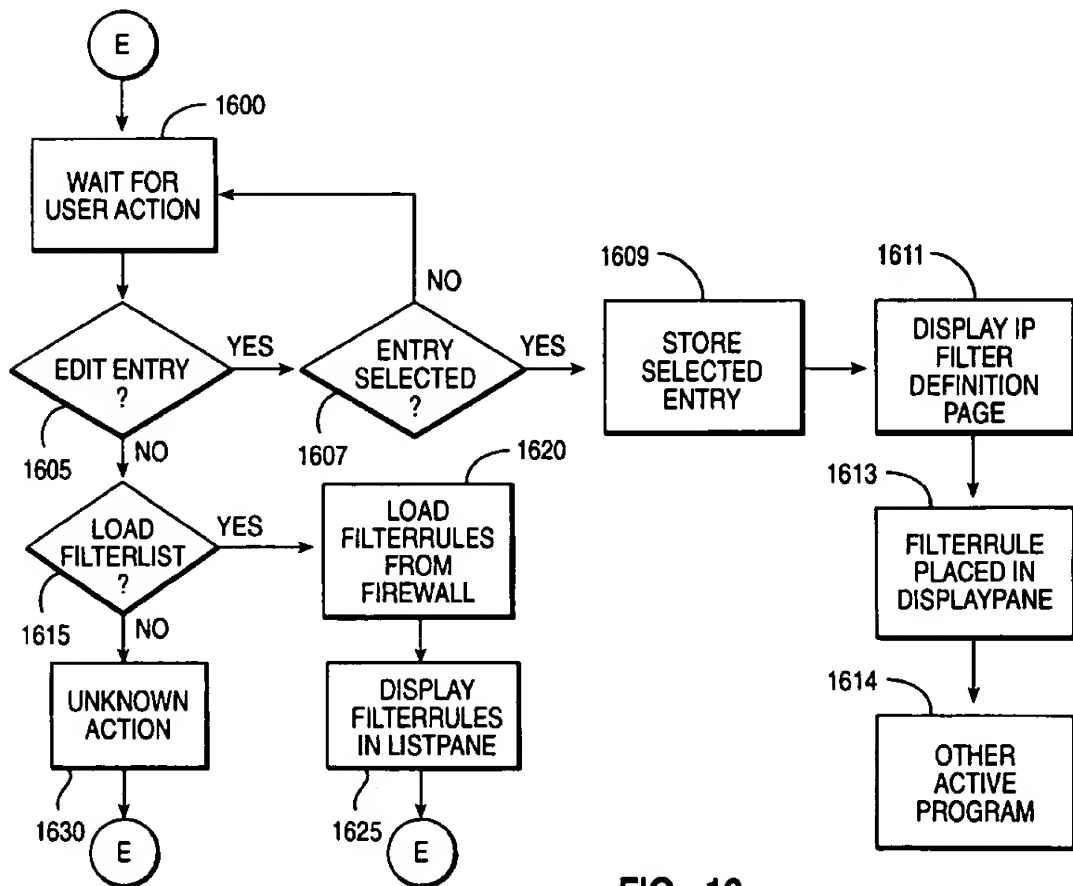 E
1600
WAIT FOR
USER ACTION
NO
1609
1611
EDIT ENTRY
?
YES
ENTRY
SELECTED
?
YES
STORE
SELECTED
ENTRY
DISPLAY IP
FILTER
DEFINITION
PAGE
1605
NO
1607
1620
1613
LOAD
FILTERLIST
?
YES
LOAD
FILTERRULES
FROM
FIREWALL
FILTERRULE
PLACED IN
DISPLAYPANE
1615
NO
1614
UNKNOWN
ACTION
DISPLAY
FILTERRULES
IN LISTPANE
OTHER
ACTIVE
PROGRAM
1630
E
1625
E